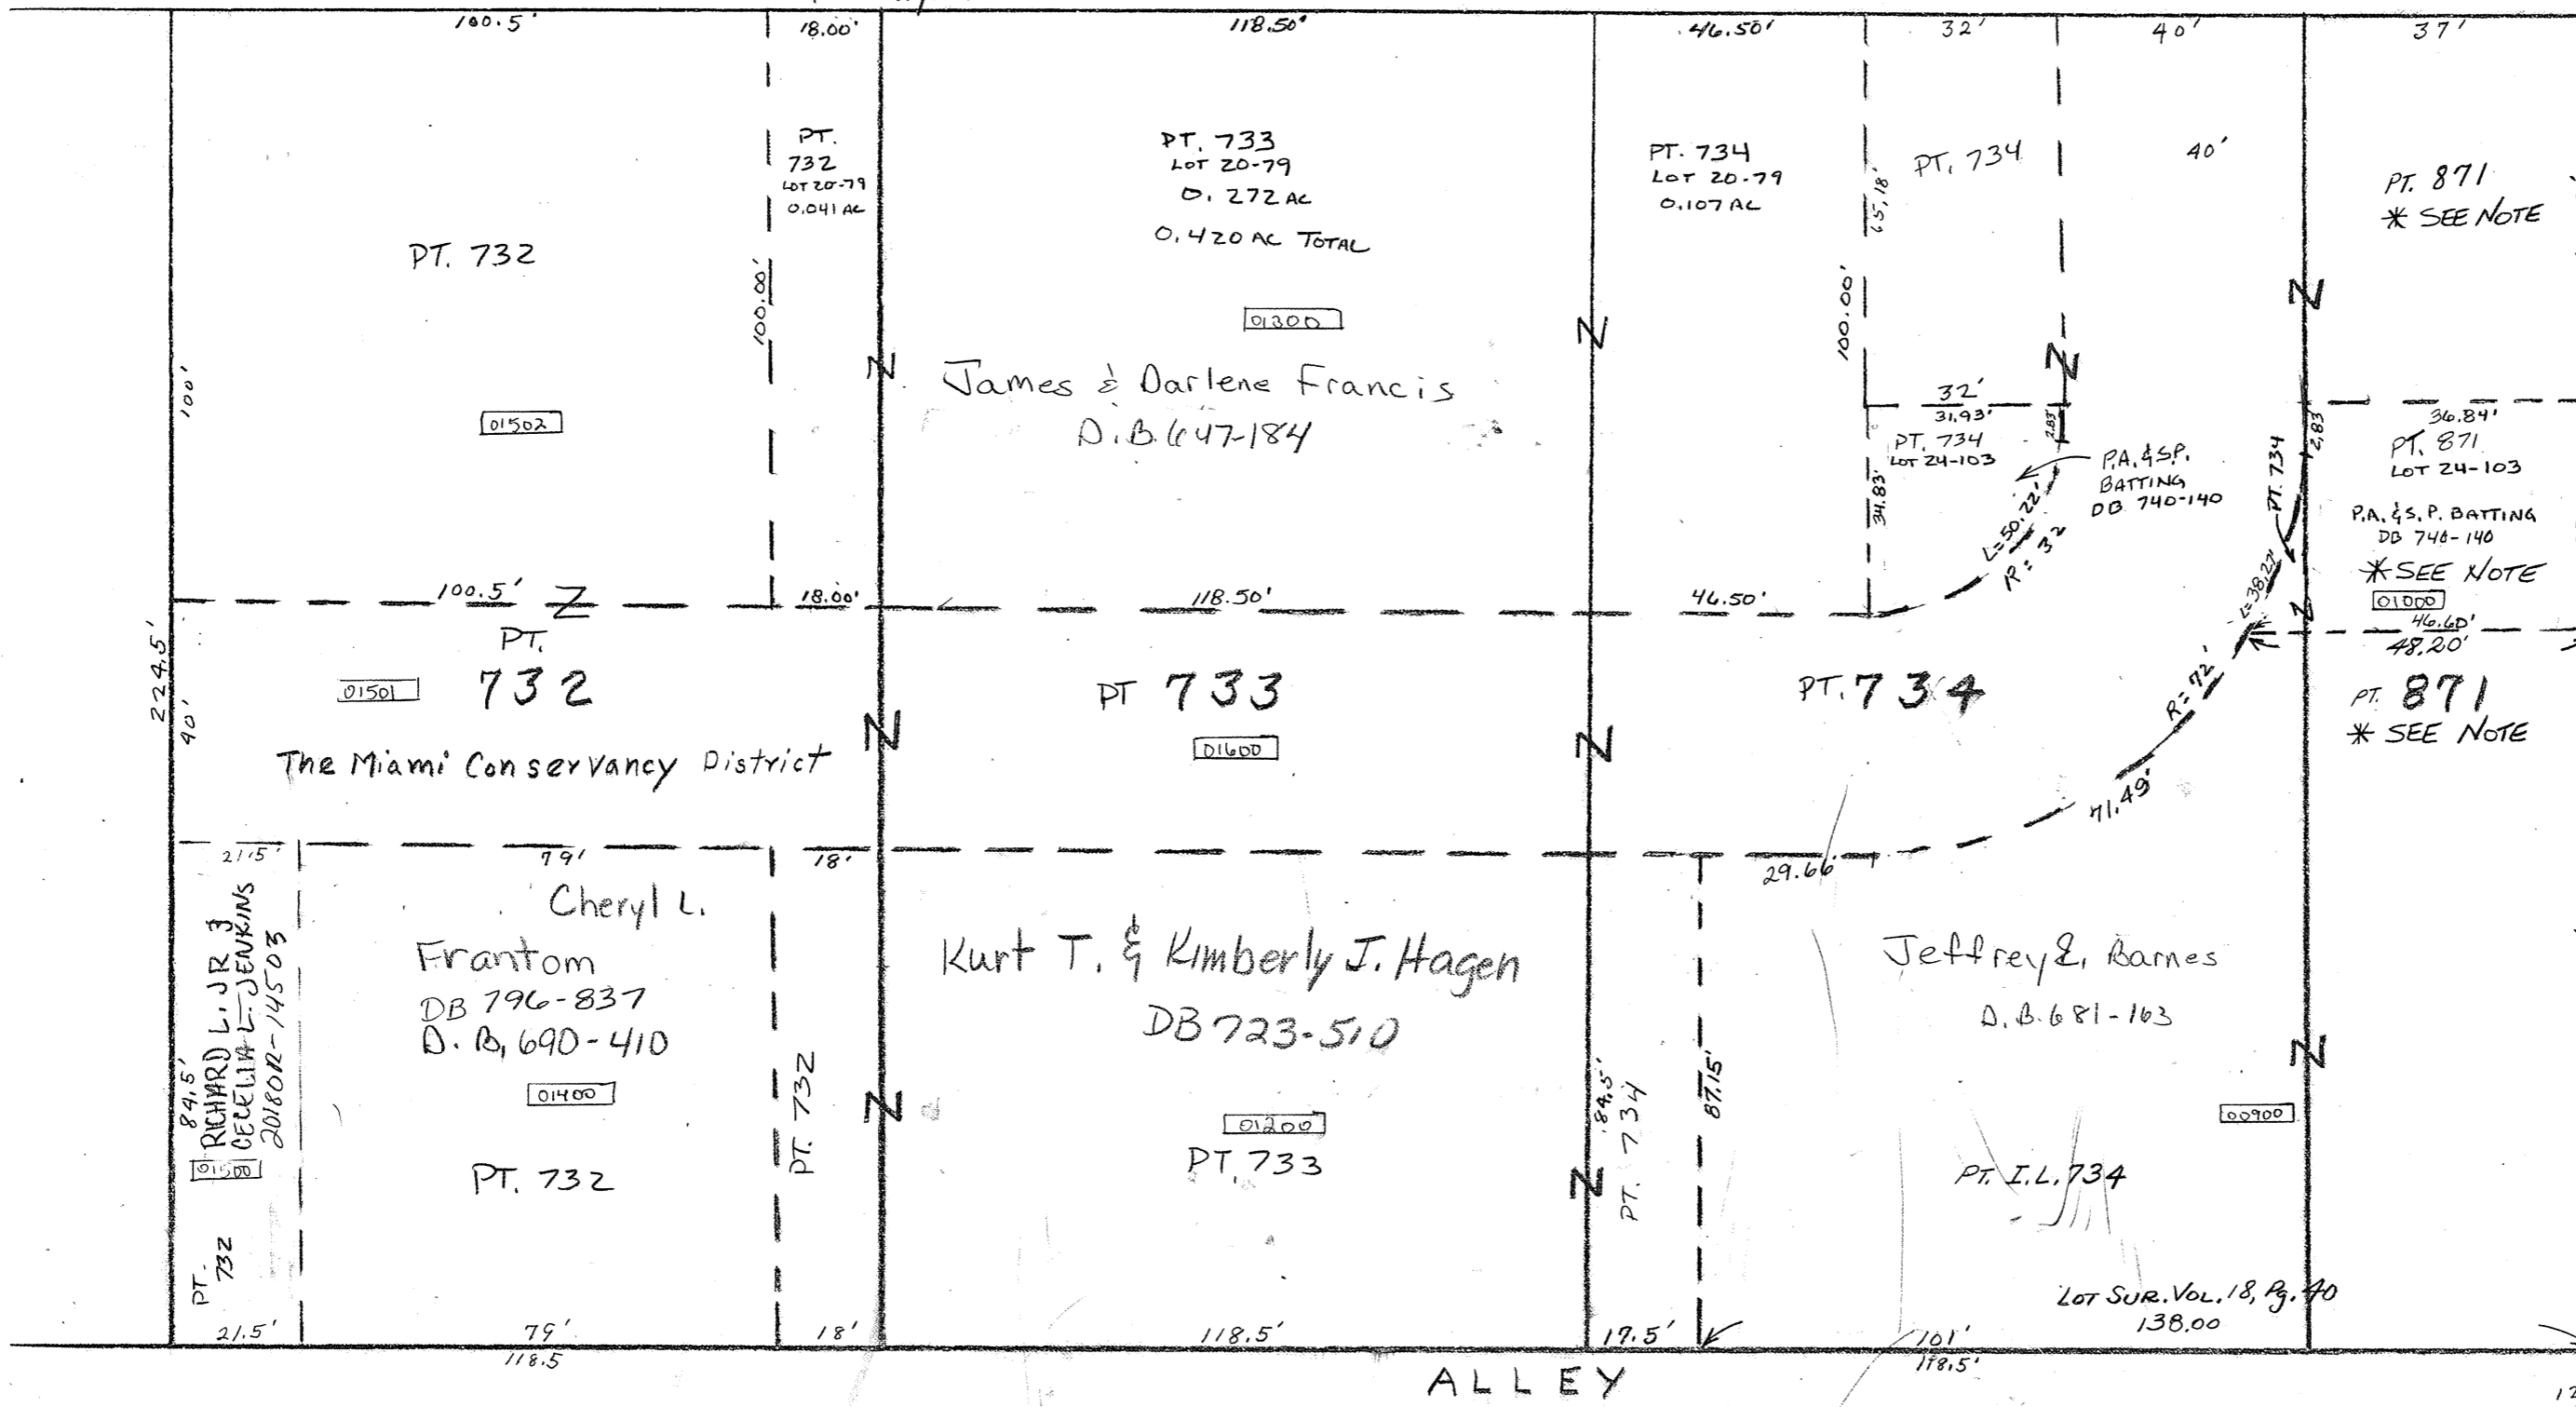 100.5'
18.00'
118.50'
46.50'
32'
40'
37'
PT.
732
LOT 20-79
0.041 AC
PT. 733
LOT 20-79
0.272 AC
0.420 AC TOTAL
PT. 734
LOT 20-79
0.107 AC
65.18'
PT. 734
40'
PT. 871
* SEE NOTE
PT. 732
100.00'
100.00'
Z
Z
Z
Z
01300
James & Darlene Francis
D.B. 647-184
100'
01502
32'
31.93'
2.83'
PT. 734
LOT 24-103
34.83'
P.A. & S.P.
BATTING
DB 740-140
L=50.22'
R=32
PT. 734
2.83'
36.84'
PT. 871
LOT 24-103
P.A. & S. P. BATTING
DB 740-140
* SEE NOTE
01000
L=38.27'
Z
46.60'
48.20'
100.5'
Z
18.00'
118.50'
46.50'
224.5'
40'
PT.
732
01501
The Miami Conservancy District
Z
PT 733
01600
Z
PT. 734
R=72'
71.49'
PT. 871
* SEE NOTE
21.5'
79'
18'
29.66'
84.5'
RICHARD L. JR &
CECELIA L. JENKINS
2018OR-14503
01500
PT.
732
Cheryl L.
Frantom
DB 796-837
D. B, 690-410
01400
PT. 732
PT. 732
Z
Kurt T. & Kimberly J. Hagen
DB 723-510
01200
PT. 733
84.5'
Z
PT. 734
87.15'
Jeffrey L. Barnes
D.B. 681-163
Z
00900
PT. I.L. 734
LOT SUR. VOL. 18, Pg. 40
138.00
21.5'
79'
18'
118.5'
17.5'
101'
118.5
118.5'
ALLEY